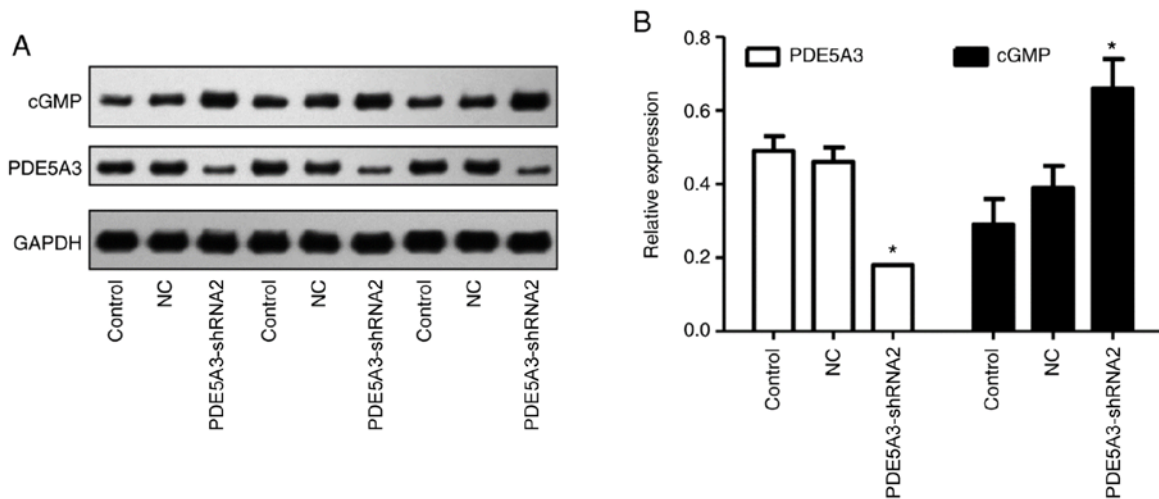 A
cGMP
PDE5A3
GAPDH
Control
NC
PDE5A3-shRNA2
Control
NC
PDE5A3-shRNA2
Control
NC
PDE5A3-shRNA2
B
PDE5A3
cGMP
Relative expression
0.8
0.6
0.4
0.2
0.0
*
*
Control
NC
PDE5A3-shRNA2
Control
NC
PDE5A3-shRNA2